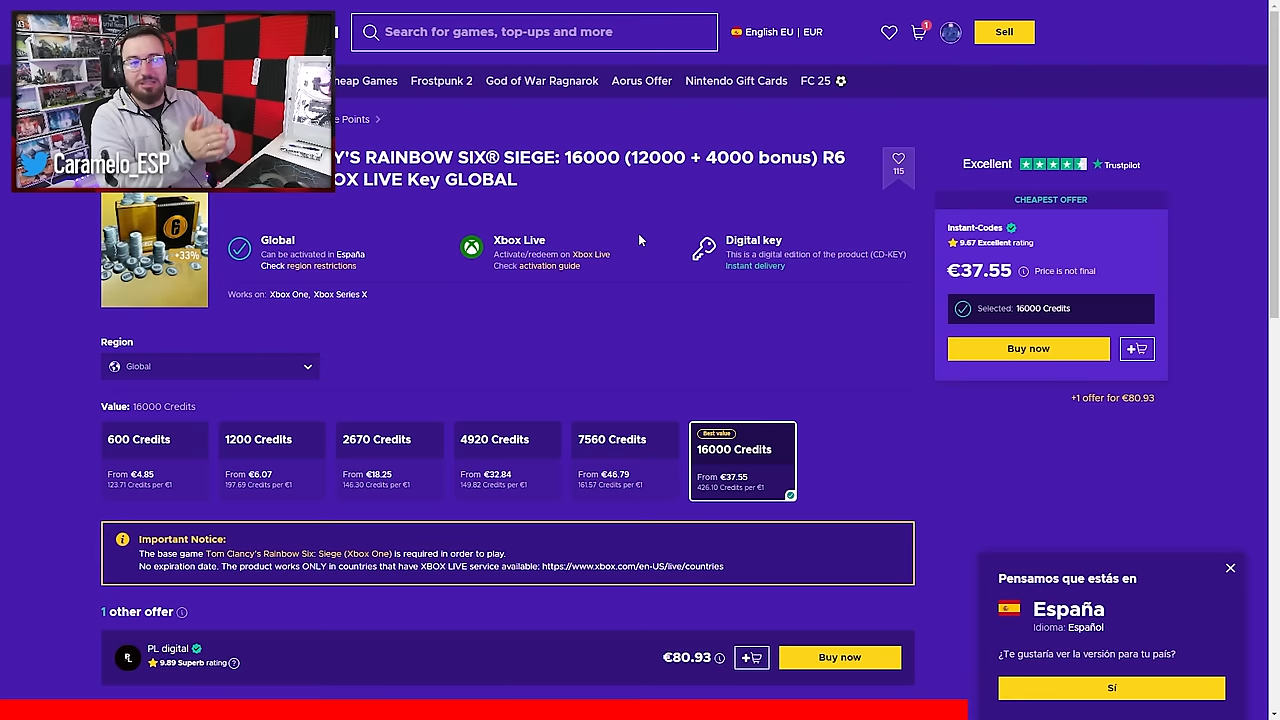 Search for games, top-ups and more
English EU | EUR
1
Sell
heap Games
Frostpunk 2
God of War Ragnarok
Aorus Offer
Nintendo Gift Cards
FC 25
e Points
Caramelo_ESP
Y'S RAINBOW SIX® SIEGE: 16000 (12000 + 4000 bonus) R6
OX LIVE Key GLOBAL
115
Excellent
Trustpilot
CHEAPEST OFFER
Instant-Codes
9.67 Excellent rating
€37.55
Price is not final
Selected: 16000 Credits
Buy now
+1 offer for €80.93
+33%
Global
Can be activated in España
Check region restrictions
Xbox Live
Activate/redeem on Xbox Live
Check activation guide
Digital key
This is a digital edition of the product (CD-KEY)
Instant delivery
Works on: Xbox One, Xbox Series X
Region
Global
Value: 16000 Credits
600 Credits
From €4.85
123.71 Credits per €1
1200 Credits
From €6.07
197.69 Credits per €1
2670 Credits
From €18.25
146.30 Credits per €1
4920 Credits
From €32.84
149.82 Credits per €1
7560 Credits
From €46.79
161.57 Credits per €1
Best value
16000 Credits
From €37.55
426.10 Credits per €1
Important Notice:
The base game Tom Clancy's Rainbow Six: Siege (Xbox One) is required in order to play.
No expiration date. The product works ONLY in countries that have XBOX LIVE service available: https://www.xbox.com/en-US/live/countries
1 other offer
PL digital
9.89 Superb rating
€80.93
Buy now
Pensamos que estás en
España
Idioma: Español
¿Te gustaría ver la versión para tu país?
Sí